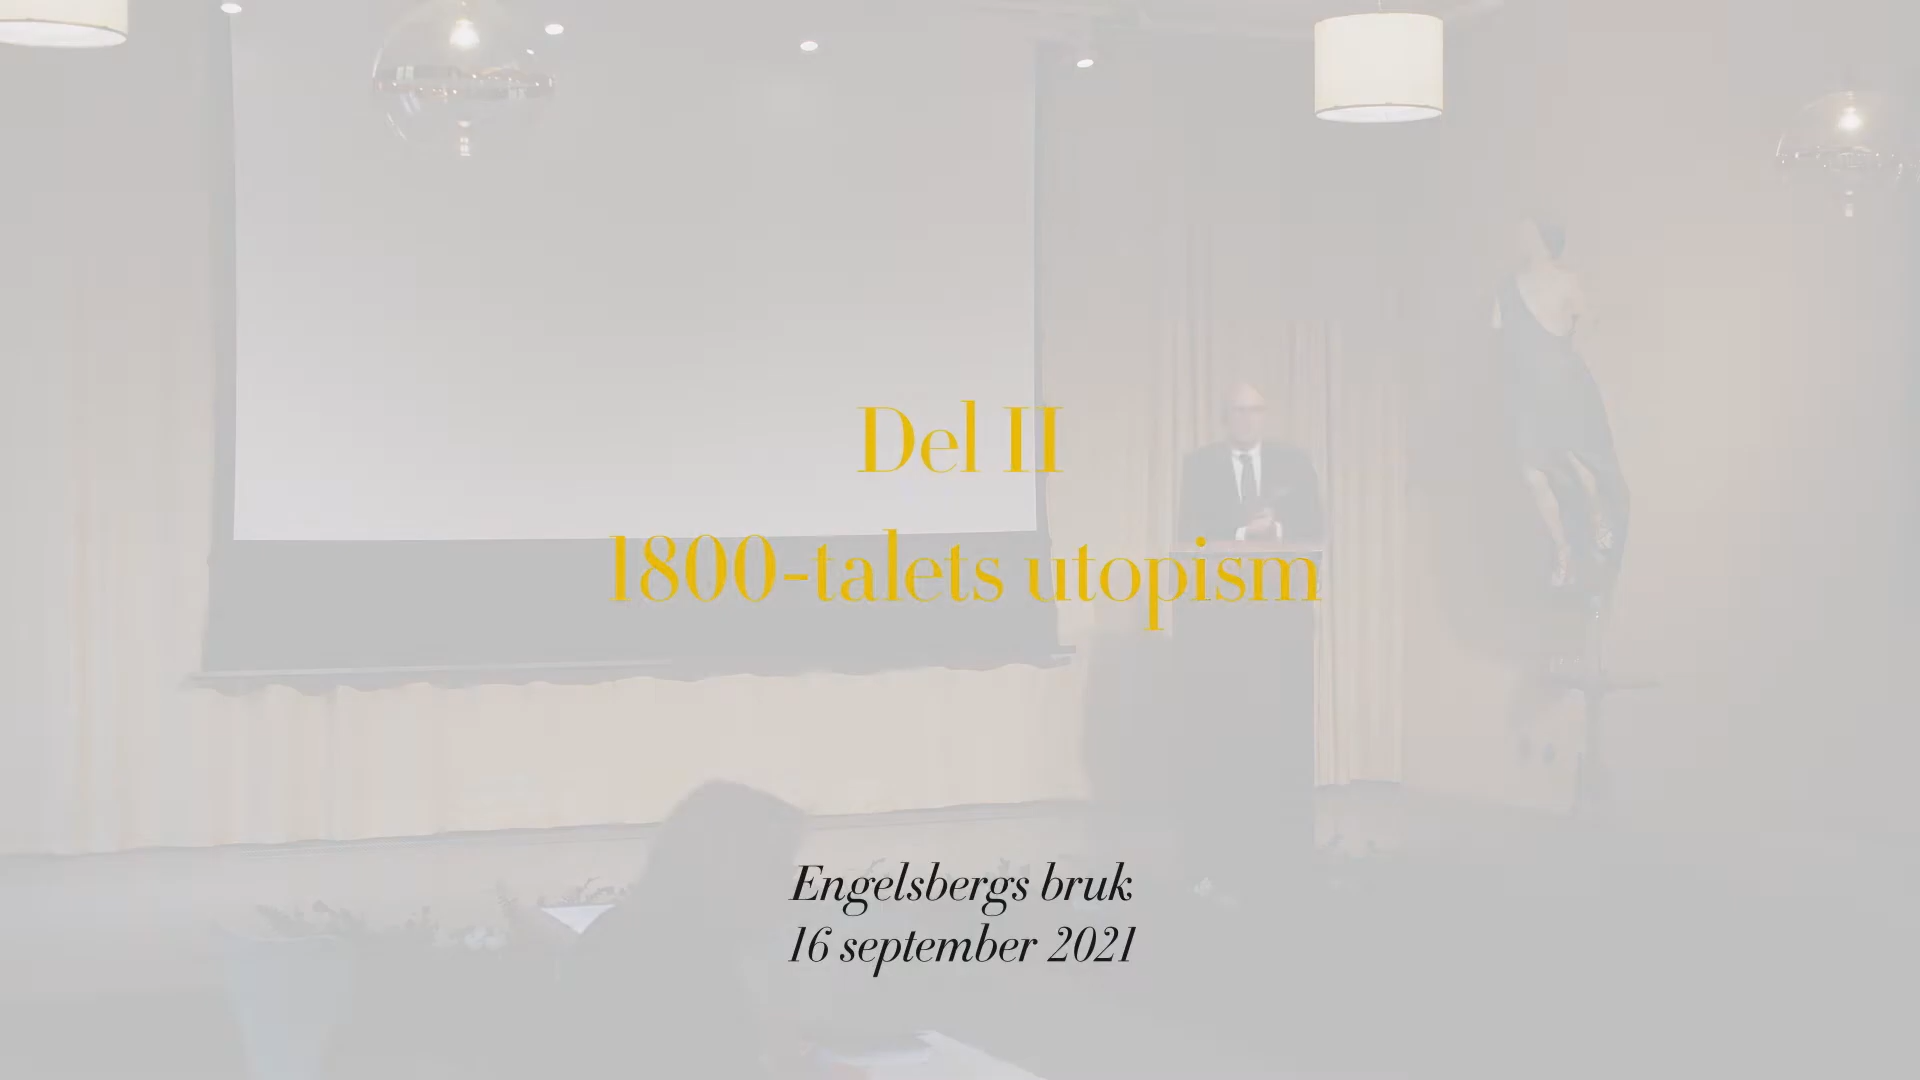 Del II
1800-talets utopism
Engelsbergs bruk
16 september 2021